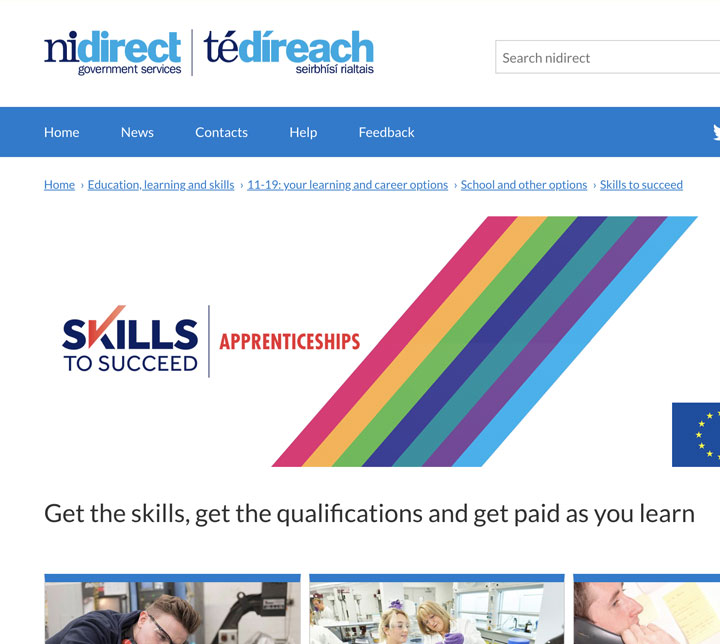 nidirect
government services
tédíreach
seirbhísí rialtais
Search nidirect
Home News Contacts Help Feedback
Home › Education, learning and skills › 11-19: your learning and career options › School and other options › Skills to succeed
SKILLS
TO SUCCEED
APPRENTICESHIPS
Get the skills, get the qualifications and get paid as you learn